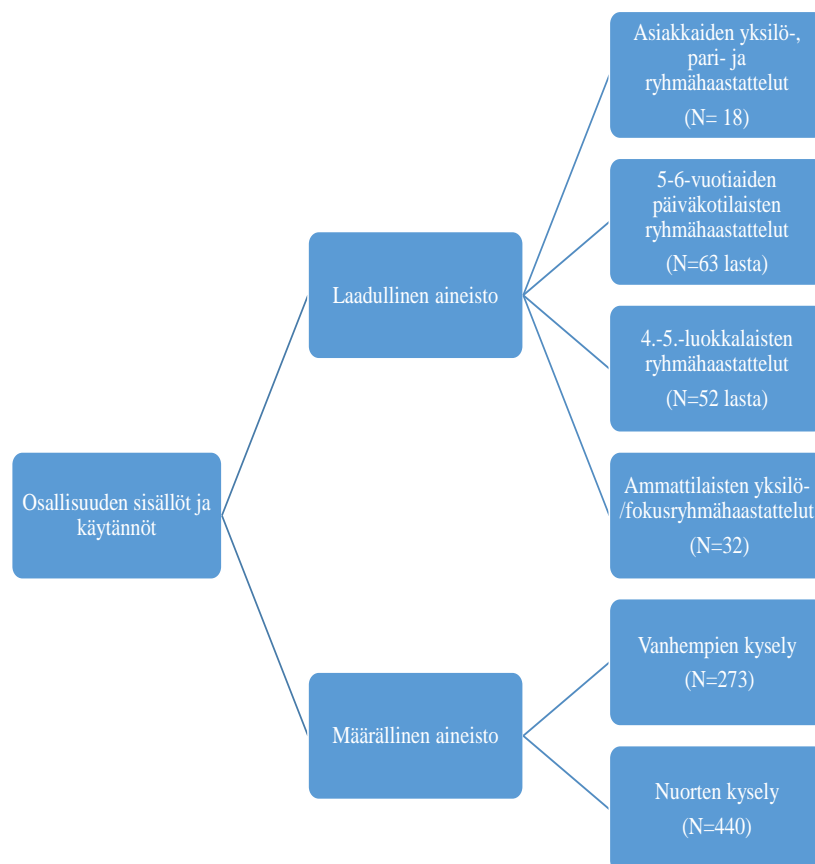 Osallisuuden sisällöt ja
käytännöt
Laadullinen aineisto
Asiakkaiden yksilö-,
pari- ja
ryhmähaastattelut
(N= 18)
5-6-vuotiaiden
päiväkotilaisten
ryhmähaastattelut
(N=63 lasta)
4.-5.-luokkalaisten
ryhmähaastattelut
(N=52 lasta)
Ammattilaisten yksilö-
/fokusryhmähaastattelut
(N=32)
Määrällinen aineisto
Vanhempien kysely
(N=273)
Nuorten kysely
(N=440)